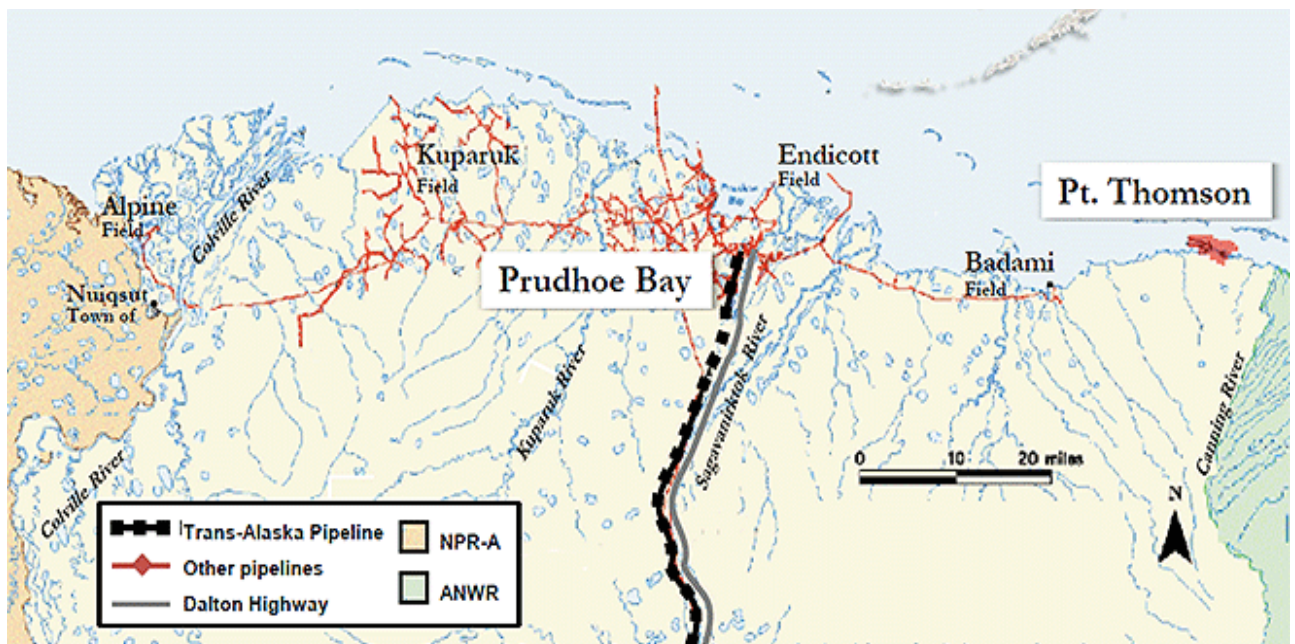 Kuparuk
Field
Endicott
Field
Pt. Thomson
Alpine
Field
Colville River
Prudhoe
Bay
Prudhoe Bay
Badami
Field
Nuiqsut
Town of
Kuparuk River
Sagavanirktok River
Canning River
0 10 20 miles
Colville River
N
Trans-Alaska Pipeline
Other pipelines
Dalton Highway
NPR-A
ANWR